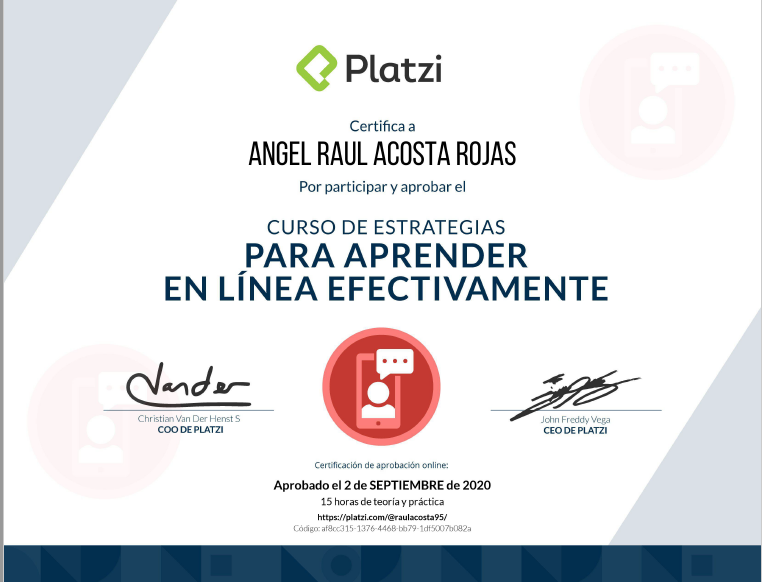 Platzi
Certifica a
ANGEL RAUL ACOSTA ROJAS
Por participar y aprobar el
CURSO DE ESTRATEGIAS
PARA APRENDER
EN LÍNEA EFECTIVAMENTE
Vander
Christian Van Der Henst S
COO DE PLATZI
John Freddy Vega
CEO DE PLATZI
Certificación de aprobación online:
Aprobado el 2 de SEPTIEMBRE de 2020
15 horas de teoría y práctica
https://platzi.com/@raulacosta95/
Código: af8cc315-1376-4468-bb79-1df5007b082a